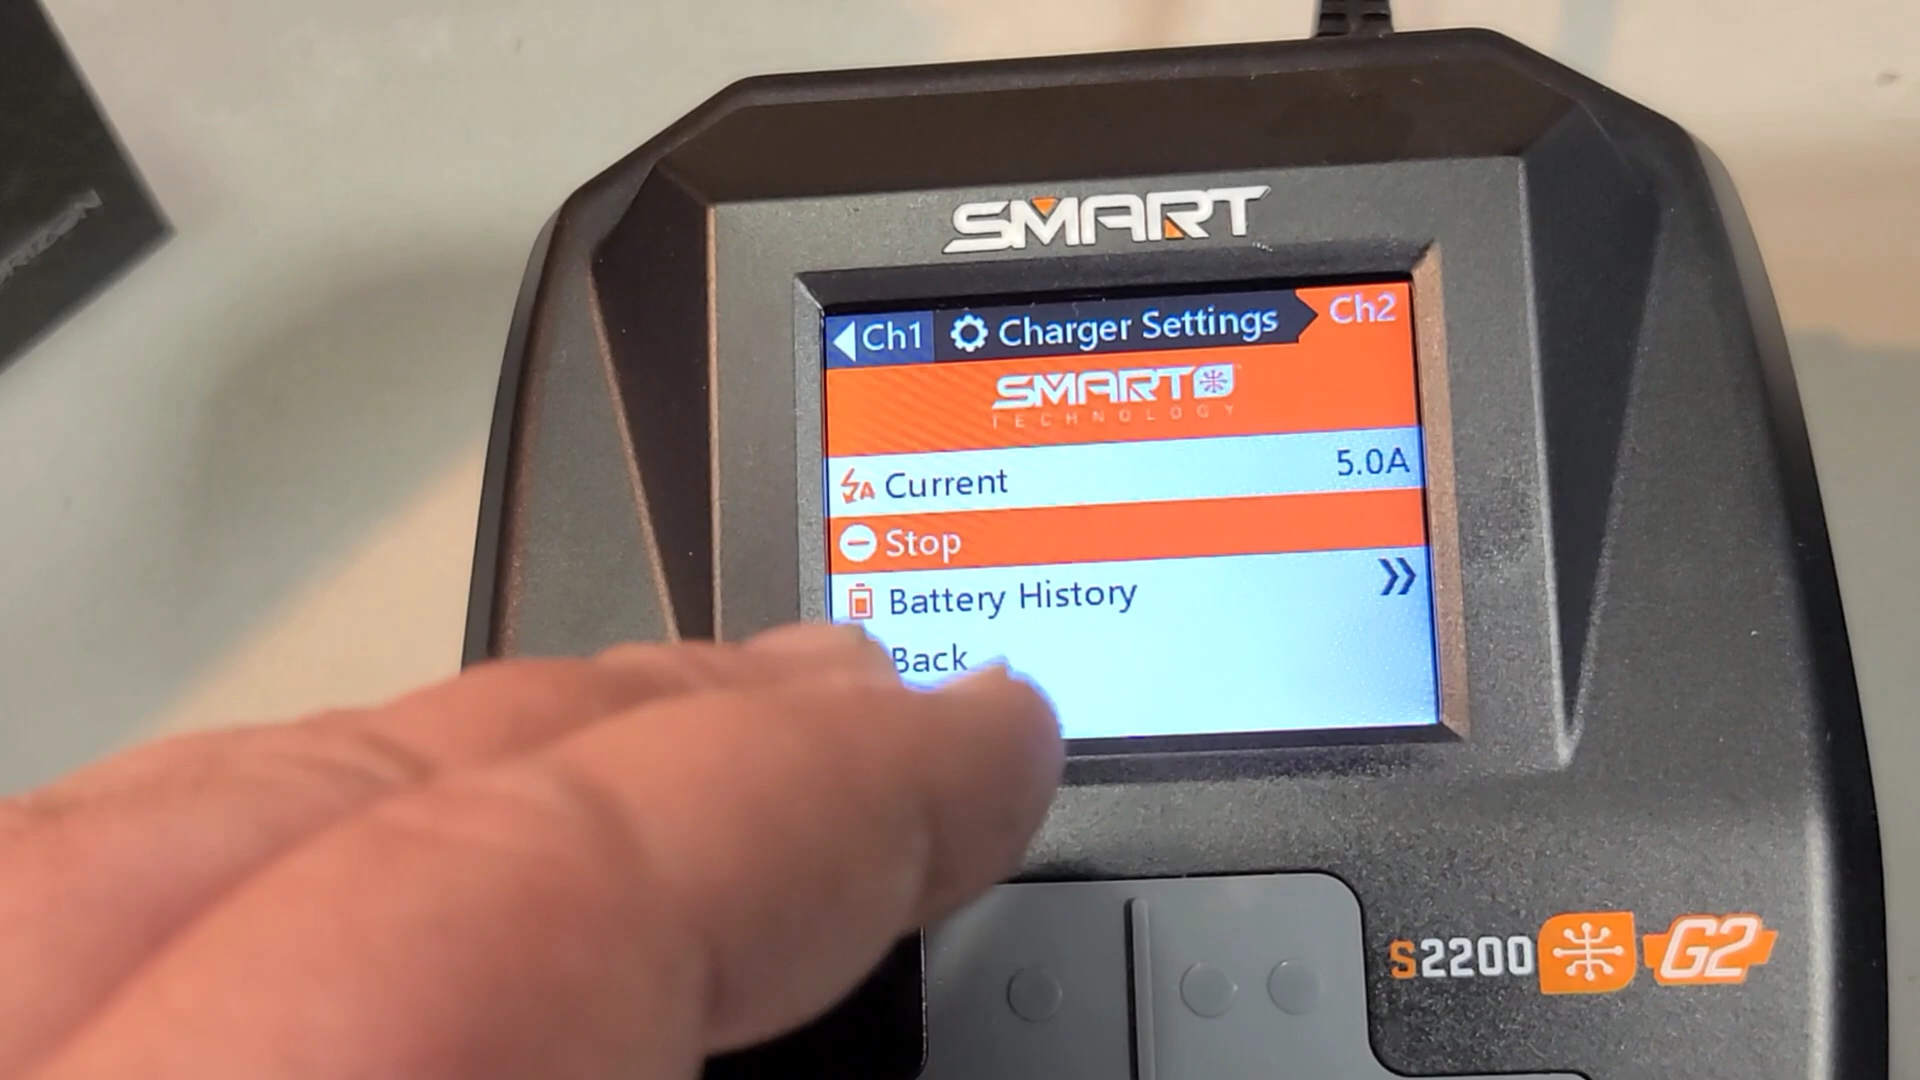 SMART
Ch1 Charger Settings Ch2
SMART
TECHNOLOGY
Current 5.0A
Stop
Battery History
Back
S2200 G2